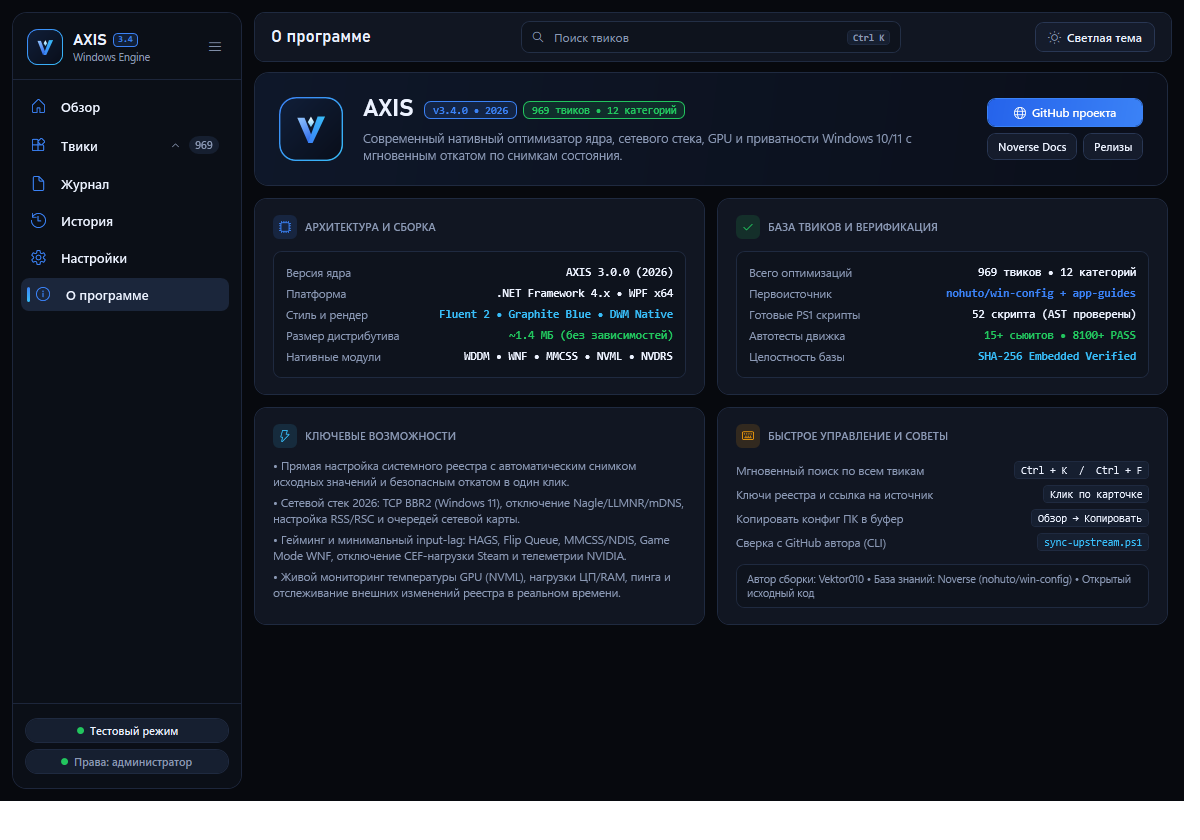 AXIS 3.4
Windows Engine
Обзор
Твики 969
Журнал
История
Настройки
О программе
Тестовый режим
Права: администратор
О программе
Поиск твиков Ctrl K
Светлая тема
AXIS v3.4.0 • 2026 969 твиков • 12 категорий
Современный нативный оптимизатор ядра, сетевого стека, GPU и приватности Windows 10/11 с
мгновенным откатом по снимкам состояния.
GitHub проекта
Noverse Docs Релизы
АРХИТЕКТУРА И СБОРКА
Версия ядра AXIS 3.0.0 (2026)
Платформа .NET Framework 4.x • WPF x64
Стиль и рендер Fluent 2 • Graphite Blue • DWM Native
Размер дистрибутива ~1.4 МБ (без зависимостей)
Нативные модули WDDM • WNF • MMCSS • NVML • NVDRS
БАЗА ТВИКОВ И ВЕРИФИКАЦИЯ
Всего оптимизаций 969 твиков • 12 категорий
Первоисточник nohuto/win-config + app-guides
Готовые PS1 скрипты 52 скрипта (AST проверены)
Автотесты движка 15+ сьюитов • 8100+ PASS
Целостность базы SHA-256 Embedded Verified
КЛЮЧЕВЫЕ ВОЗМОЖНОСТИ
• Прямая настройка системного реестра с автоматическим снимком
исходных значений и безопасным откатом в один клик.
• Сетевой стек 2026: TCP BBR2 (Windows 11), отключение Nagle/LLMNR/mDNS,
настройка RSS/RSC и очередей сетевой карты.
• Гейминг и минимальный input-lag: HAGS, Flip Queue, MMCSS/NDIS, Game
Mode WNF, отключение CEF-нагрузки Steam и телеметрии NVIDIA.
• Живой мониторинг температуры GPU (NVML), нагрузки ЦП/RAM, пинга и
отслеживание внешних изменений реестра в реальном времени.
БЫСТРОЕ УПРАВЛЕНИЕ И СОВЕТЫ
Мгновенный поиск по всем твикам Ctrl + K / Ctrl + F
Ключи реестра и ссылка на источник Клик по карточке
Копировать конфиг ПК в буфер Обзор → Копировать
Сверка с GitHub автора (CLI) sync-upstream.ps1
Автор сборки: Vektor010 • База знаний: Noverse (nohuto/win-config) • Открытый
исходный код